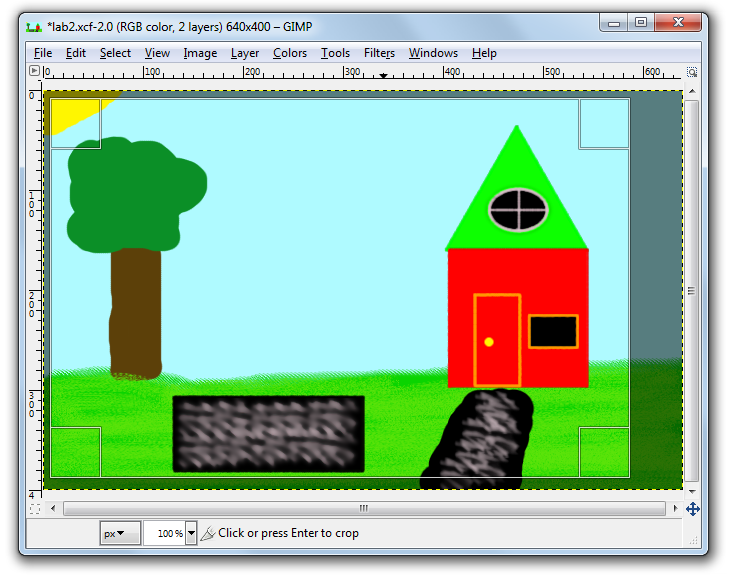 *lab2.xcf-2.0 (RGB color, 2 layers) 640x400 – GIMP
File Edit Select View Image Layer Colors Tools Filters Windows Help
0 100 200 300 400 500 600
0
100
200
300
4
px 100 % Click or press Enter to crop